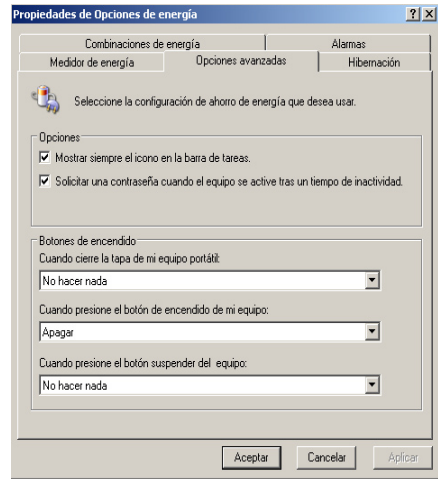 Propiedades de Opciones de energía
Combinaciones de energía Alarmas
Medidor de energía Opciones avanzadas Hibernación
Seleccione la configuración de ahorro de energía que desea usar.
Opciones
Mostrar siempre el icono en la barra de tareas.
Solicitar una contraseña cuando el equipo se active tras un tiempo de inactividad.
Botones de encendido
Cuando cierre la tapa de mi equipo portátil:
No hacer nada
Cuando presione el botón de encendido de mi equipo:
Apagar
Cuando presione el botón suspender del equipo:
No hacer nada
Aceptar Cancelar Aplicar